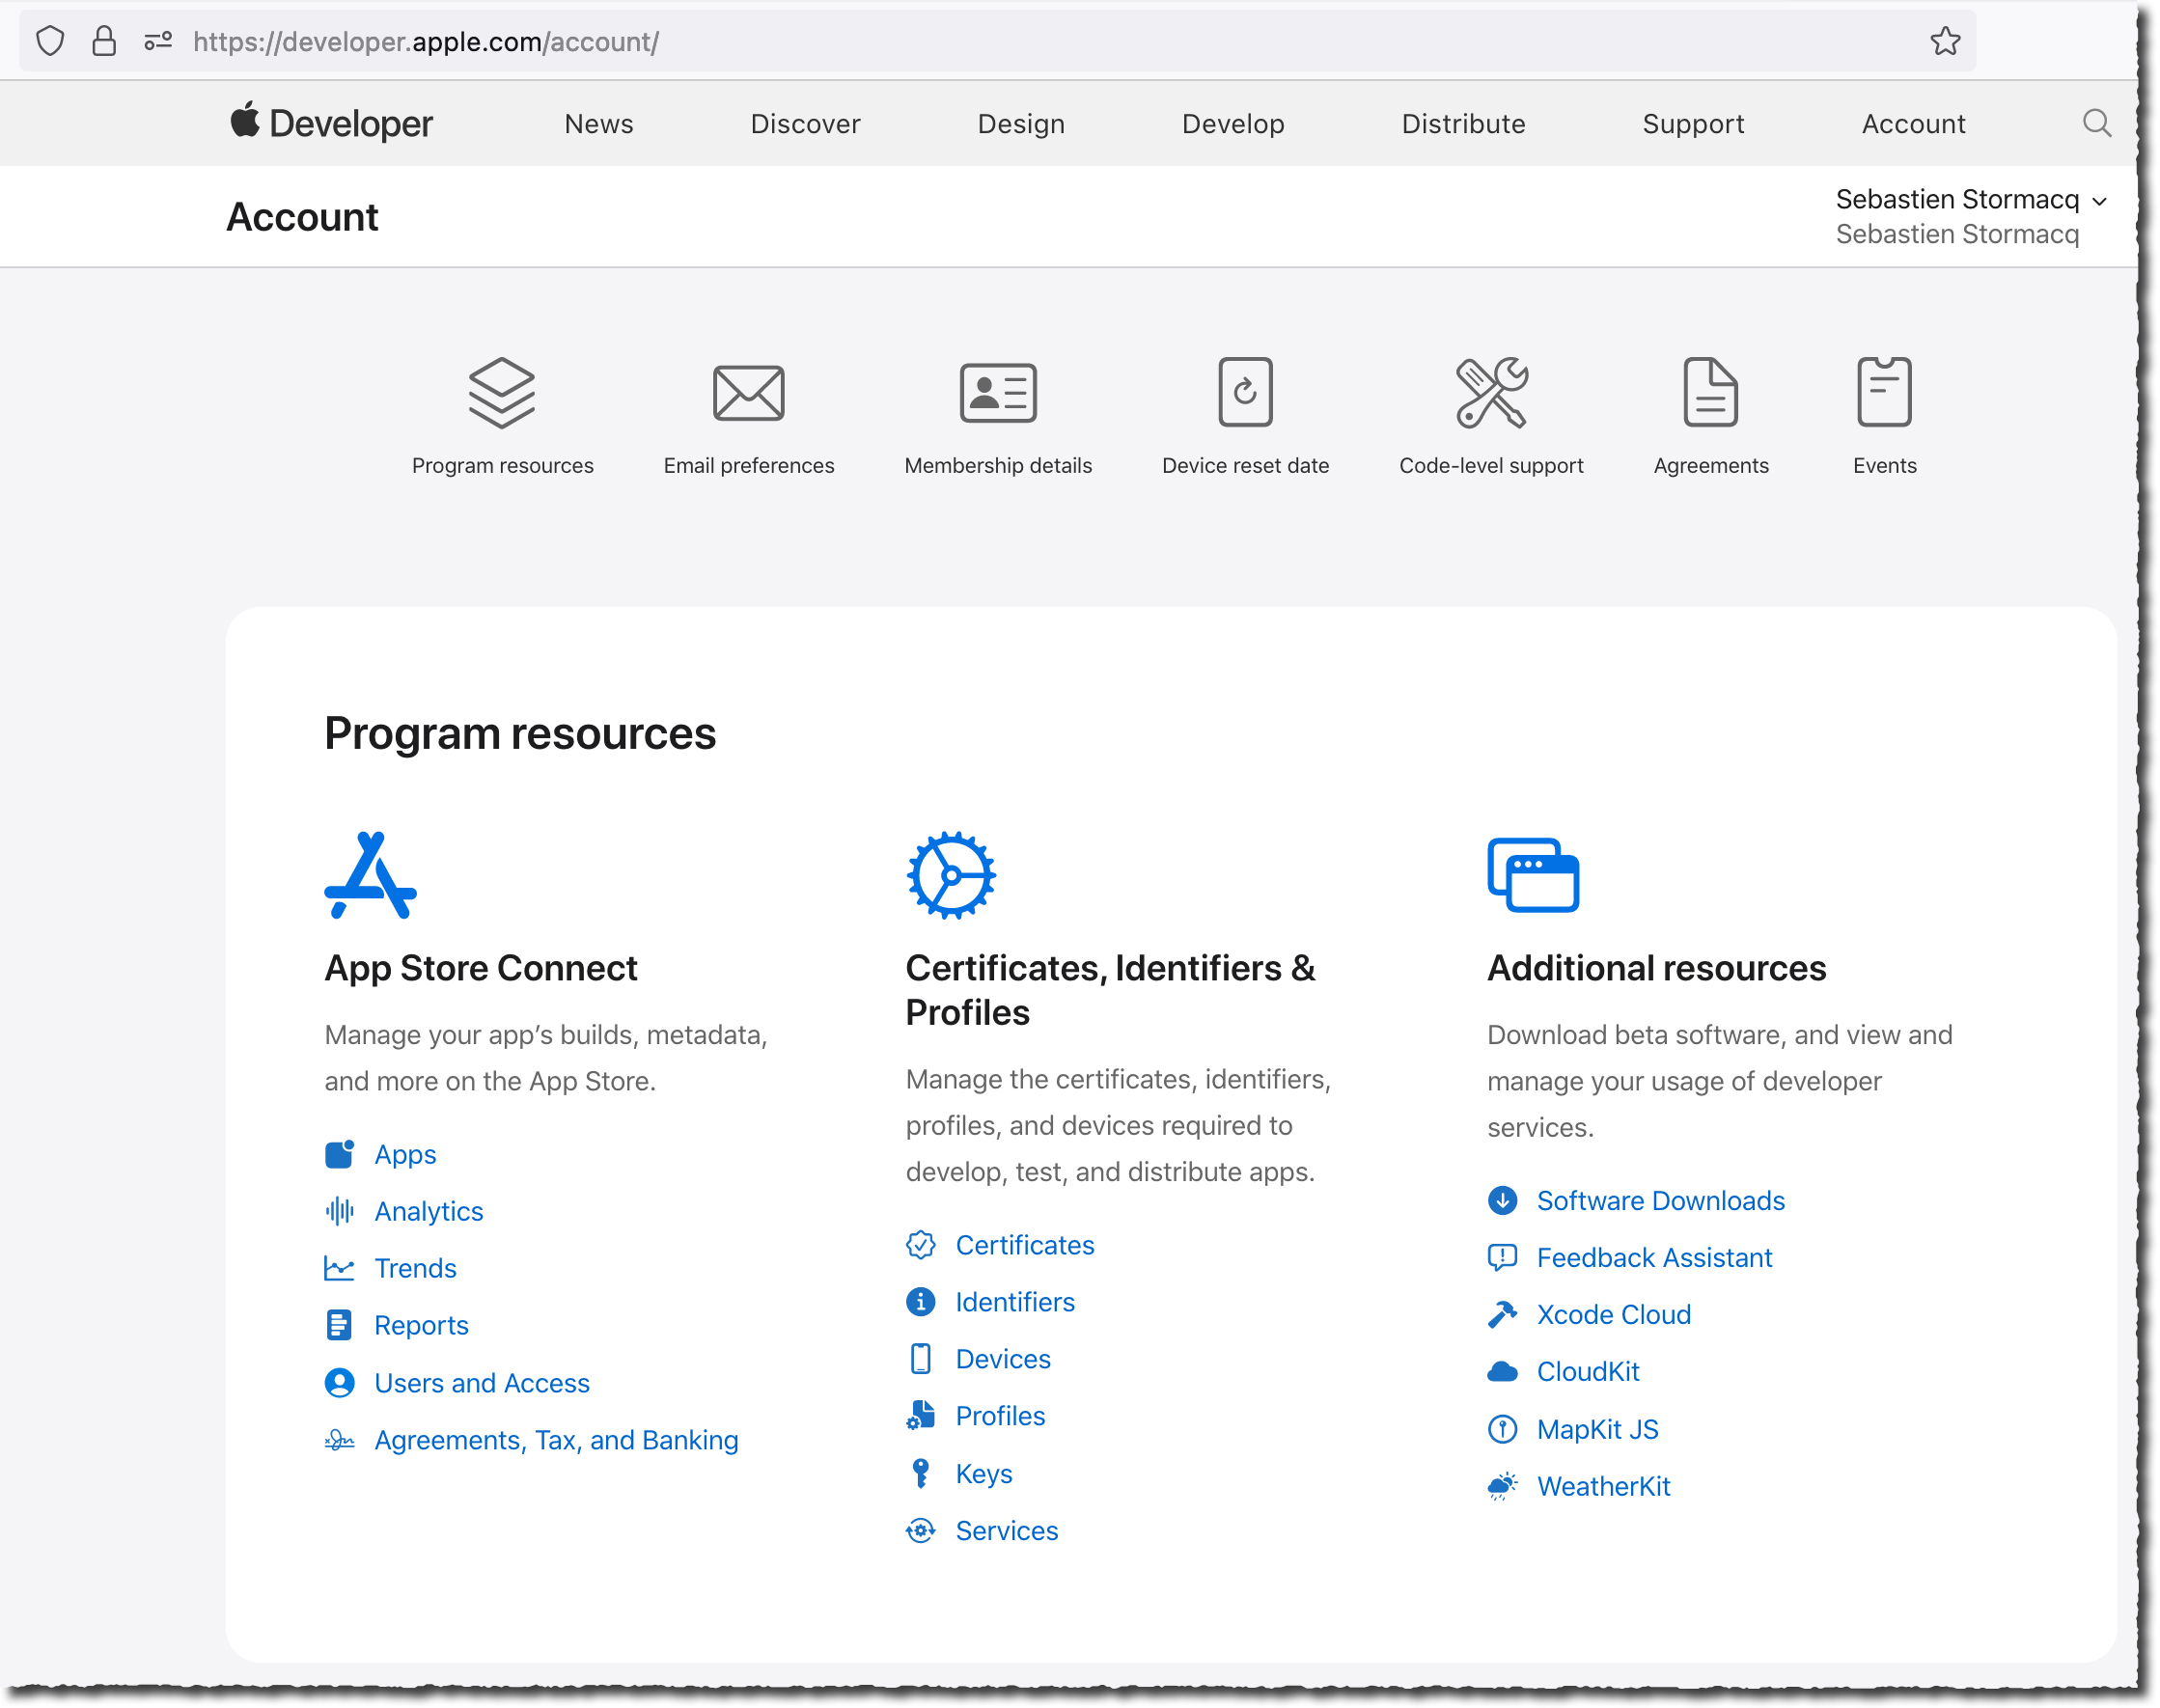 https://developer.apple.com/account/
Developer
News
Discover
Design
Develop
Distribute
Support
Account
Account
Sebastien Stormacq
Sebastien Stormacq
Program resources
Email preferences
Membership details
Device reset date
Code-level support
Agreements
Events
Program resources
App Store Connect
Manage your app’s builds, metadata,
and more on the App Store.
Apps
Analytics
Trends
Reports
Users and Access
Agreements, Tax, and Banking
Certificates, Identifiers &
Profiles
Manage the certificates, identifiers,
profiles, and devices required to
develop, test, and distribute apps.
Certificates
Identifiers
Devices
Profiles
Keys
Services
Additional resources
Download beta software, and view and
manage your usage of developer
services.
Software Downloads
Feedback Assistant
Xcode Cloud
CloudKit
MapKit JS
WeatherKit